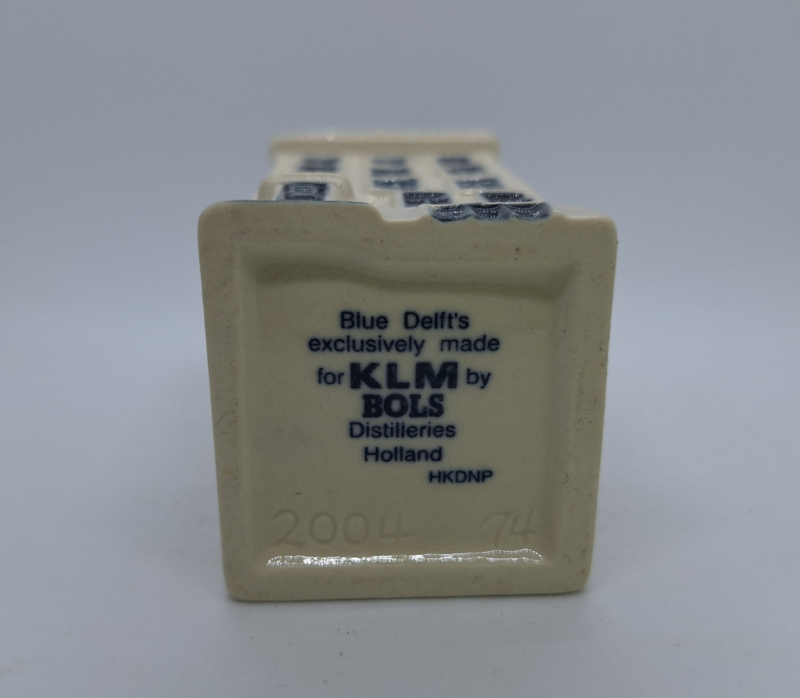 Blue Delft's
exclusively made
for KLM by
BOLS
Distilleries
Holland
HKDNP
2004 74